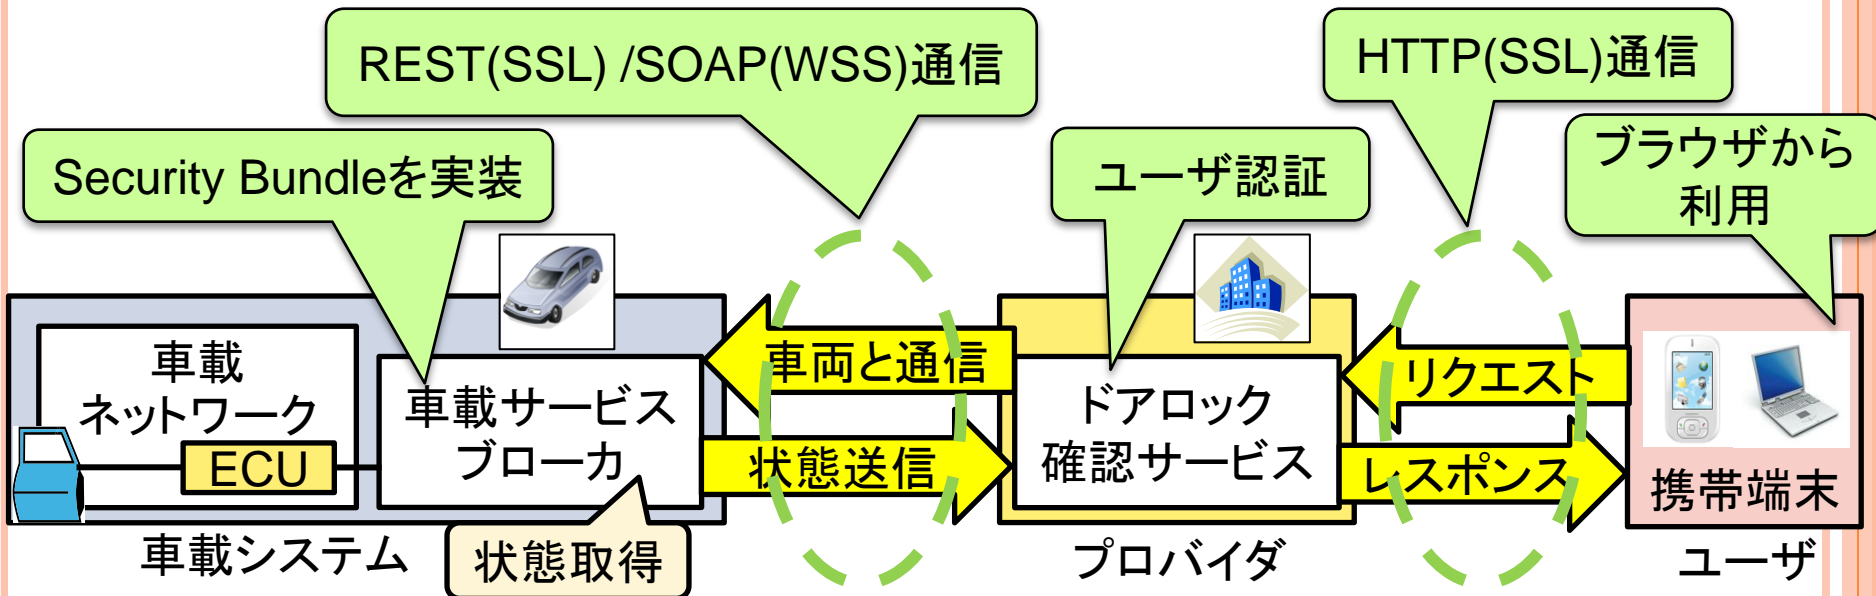 REST(SSL) /SOAP(WSS)通信
HTTP(SSL)通信
Security Bundleを実装
ユーザ認証
ブラウザから
利用
車載
ネットワーク
ECU
車載サービス
ブローカ
車両と通信
状態送信
ドアロック
確認サービス
リクエスト
レスポンス
携帯端末
車載システム
状態取得
プロバイダ
ユーザ